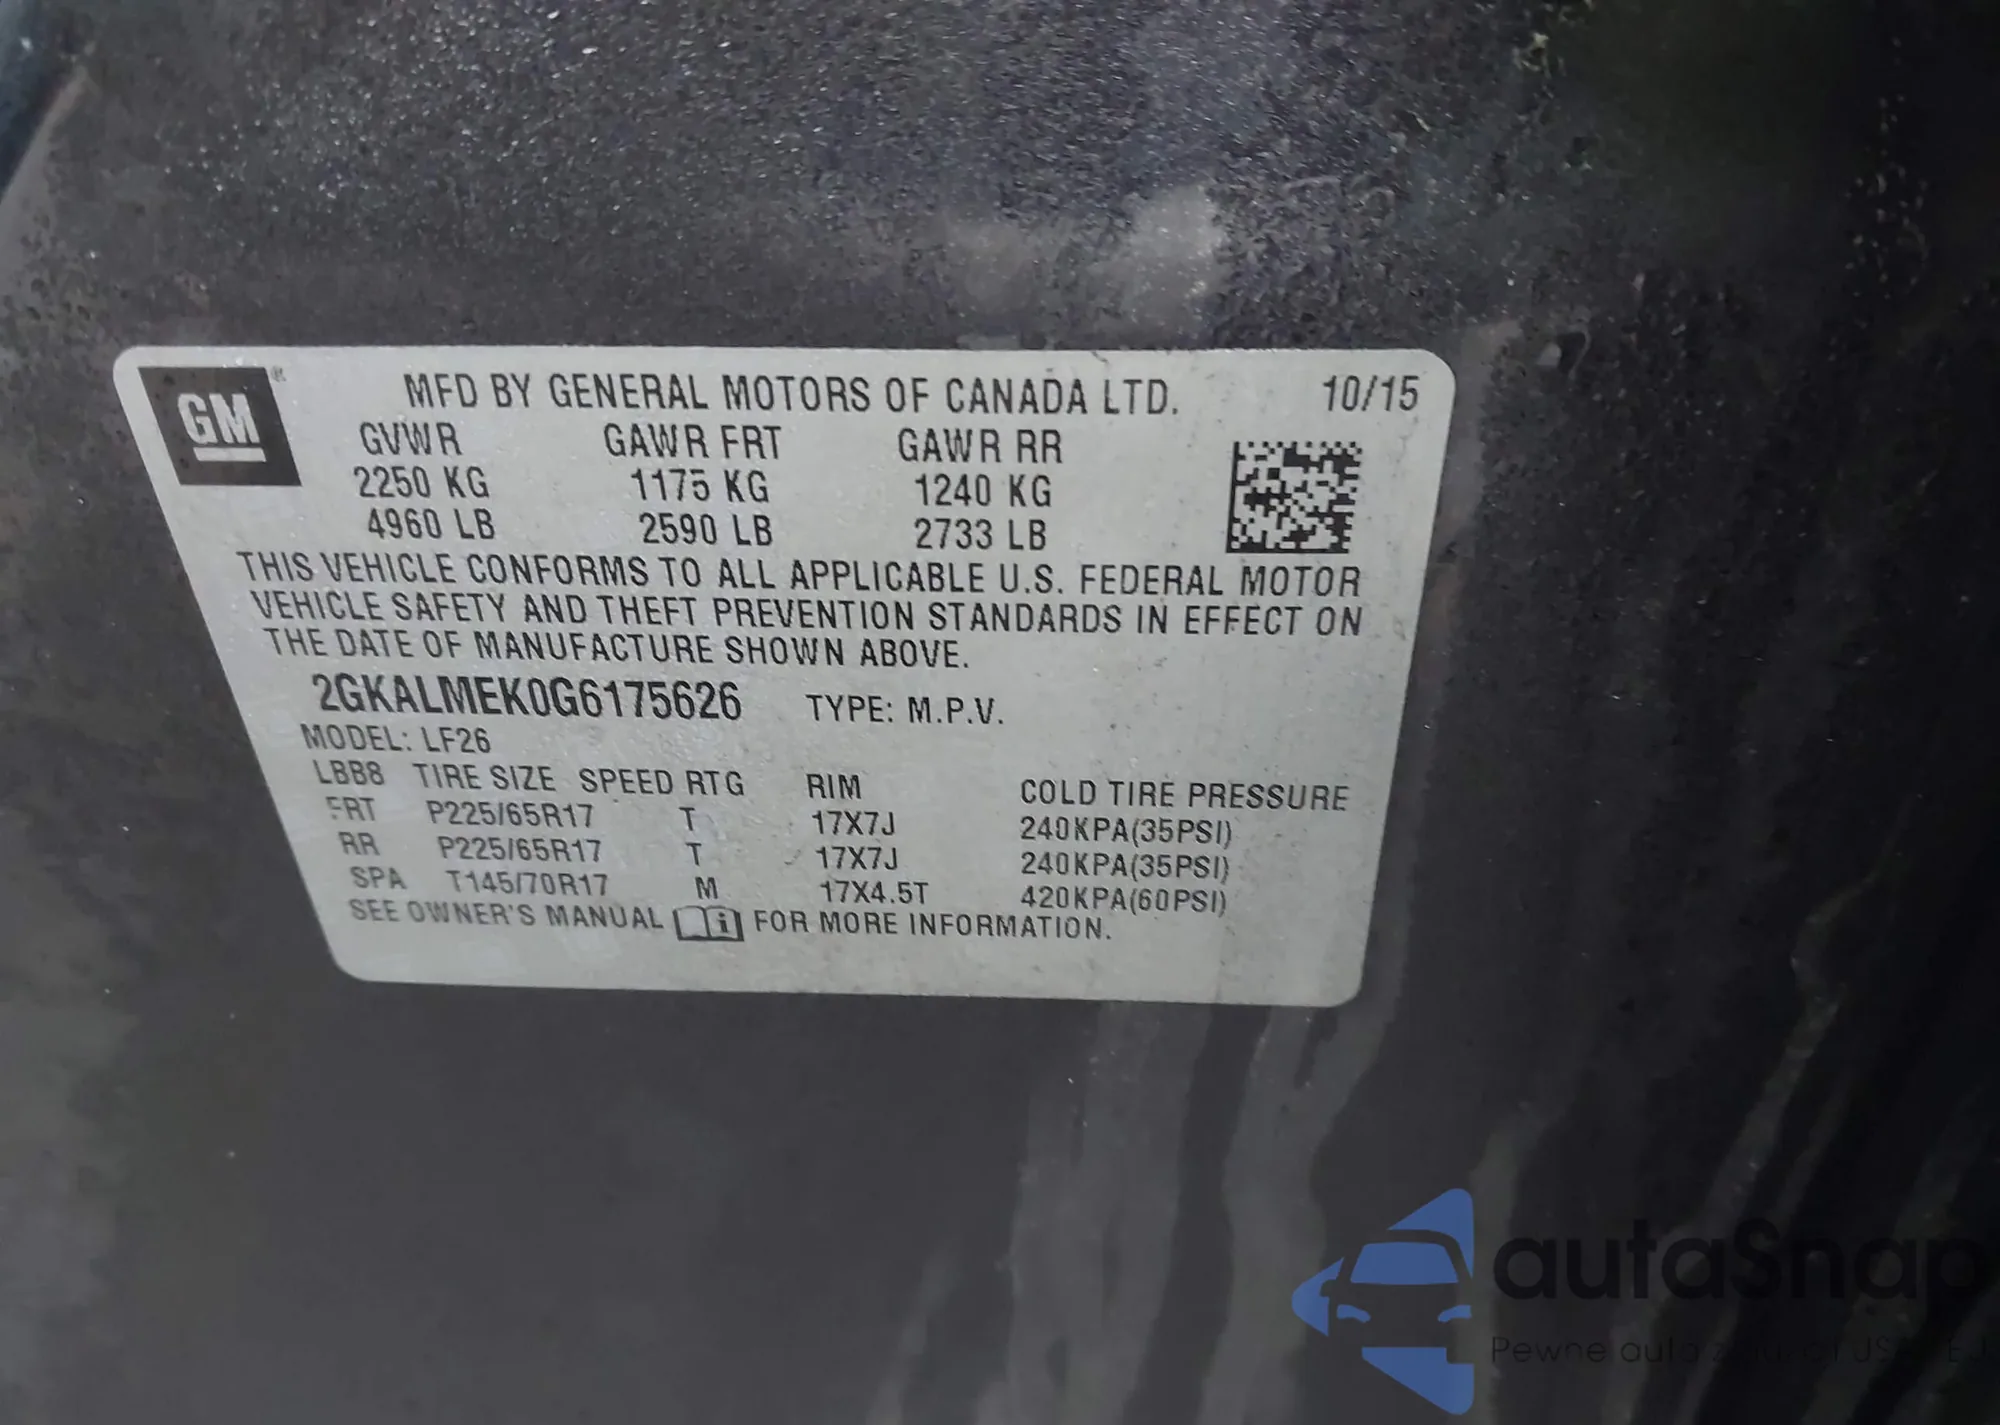 GM ® MFD BY GENERAL MOTORS OF CANADA LTD. 10/15
GVWR GAWR FRT GAWR RR
2250 KG 1175 KG 1240 KG
4960 LB 2590 LB 2733 LB
THIS VEHICLE CONFORMS TO ALL APPLICABLE U.S. FEDERAL MOTOR
VEHICLE SAFETY AND THEFT PREVENTION STANDARDS IN EFFECT ON
THE DATE OF MANUFACTURE SHOWN ABOVE.
2GKALMEK0G6175626 TYPE: M.P.V.
MODEL: LF26
LBB8 TIRE SIZE SPEED RTG RIM COLD TIRE PRESSURE
FRT P225/65R17 T 17X7J 240KPA(35PSI)
RR P225/65R17 T 17X7J 240KPA(35PSI)
SPA T145/70R17 M 17X4.5T 420KPA(60PSI)
SEE OWNER'S MANUAL i FOR MORE INFORMATION.
autaSnap
Pewne auta